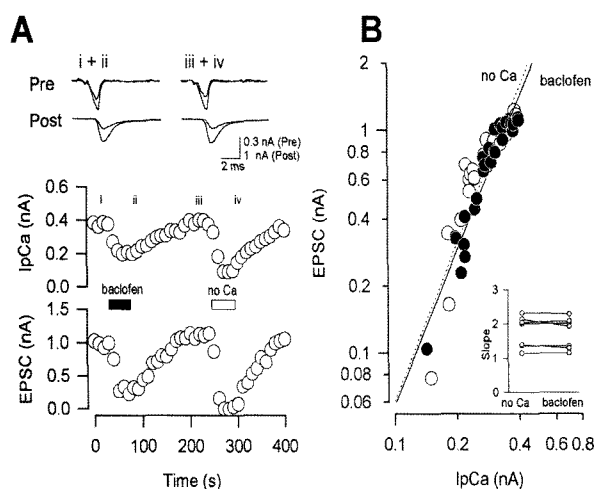 A
i + ii
iii + iv
Pre
Post
0.3 nA (Pre)
1 nA (Post)
2 ms
IpCa (nA)
0.6
0.4
0.2
0.0
i
ii
iii
iv
baclofen
no Ca
EPSC (nA)
1.5
1.0
0.5
0.0
0
100
200
300
400
Time (s)
B
no Ca
baclofen
EPSC (nA)
2
1
0.8
0.6
0.4
0.2
0.1
0.08
0.06
0.1
0.2
0.4
0.6
0.8
IpCa (nA)
Slope
3
2
1
0
no Ca
baclofen